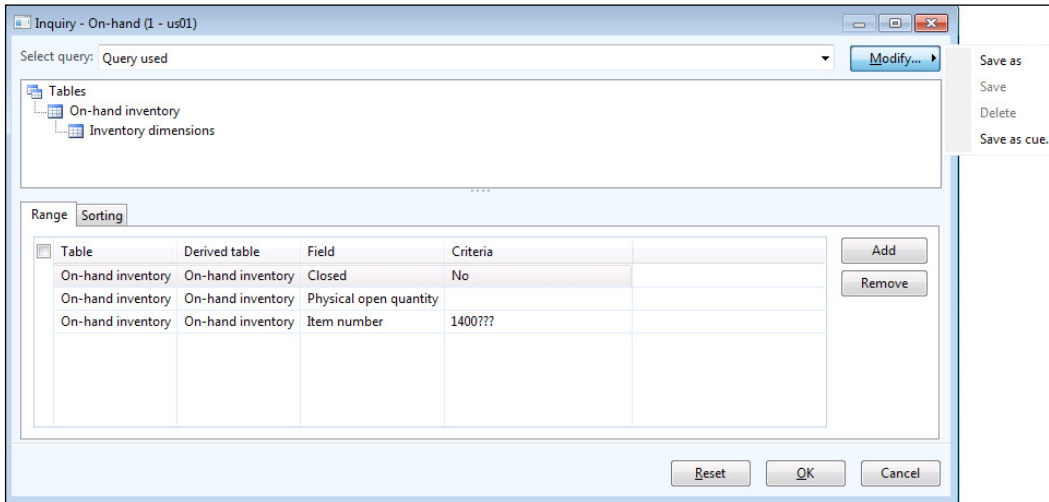 Inquiry - On-hand (1 - us01)
Select query: Query used Modify...
Save as
Save
Delete
Save as cue.
Tables
On-hand inventory
Inventory dimensions
Range Sorting
Table Derived table Field Criteria
On-hand inventory On-hand inventory Closed No
On-hand inventory On-hand inventory Physical open quantity
On-hand inventory On-hand inventory Item number 1400???
Add
Remove
Reset OK Cancel